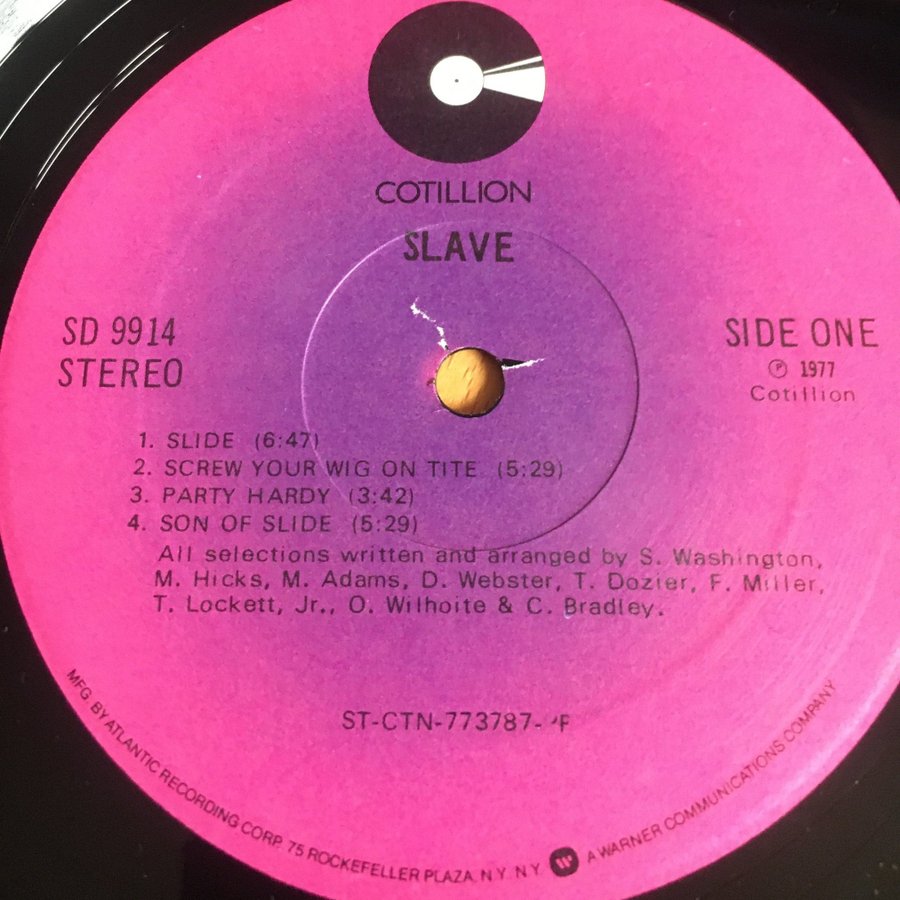 COTILLION
SLAVE
SD 9914
STEREO
SIDE ONE
℗ 1977
Cotillion
1. SLIDE (6:47)
2. SCREW YOUR WIG ON TITE (5:29)
3. PARTY HARDY (3:42)
4. SON OF SLIDE (5:29)
All selections written and arranged by S. Washington,
M. Hicks, M. Adams, D. Webster, T. Dozier, F. Miller,
T. Lockett, Jr., O. Wilhoite & C. Bradley.
ST-CTN-773787-
MFG. BY ATLANTIC RECORDING CORP. 75 ROCKEFELLER PLAZA, N.Y. N.Y. A WARNER COMMUNICATIONS COMPANY